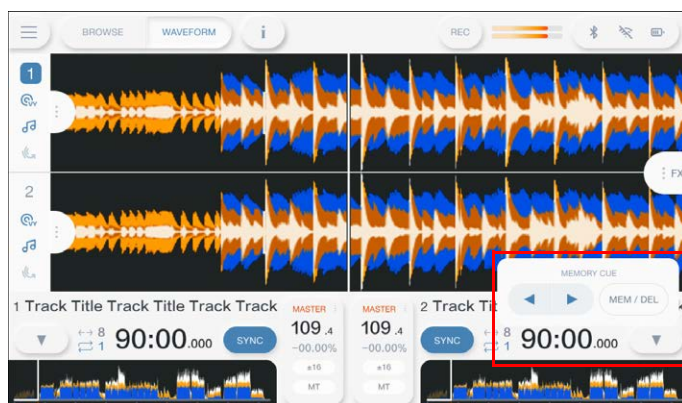 BROWSE WAVEFORM i REC
1
FX
2
MEMORY CUE
MEM / DEL
1 Track Title Track Title Track Track
MASTER
MASTER
2 Track Tit
8
1
90:00.000
SYNC
109.4
-00.00%
109.4
-00.00%
SYNC
8
1
90:00.000
±16
MT
±16
MT